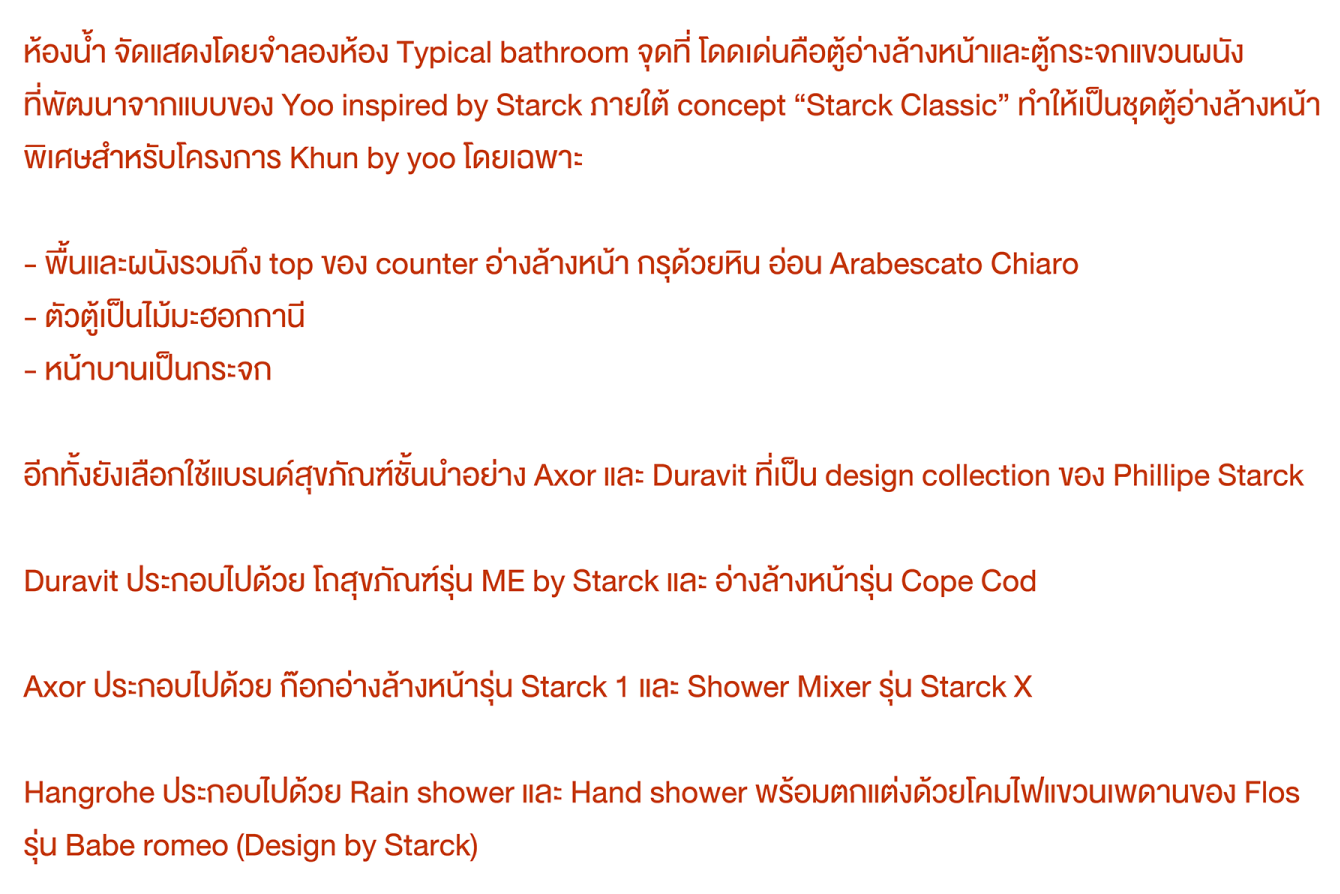 ห้องน้ำ จัดแสดงโดยจำลองห้อง Typical bathroom จุดที่ โดดเด่นคือตู้อ่างล้างหน้าและตู้กระจกแขวนผนัง
ที่พัฒนาจากแบบของ Yoo inspired by Starck ภายใต้ concept “Starck Classic” ทำให้เป็นชุดตู้อ่างล้างหน้า
พิเศษสำหรับโครงการ Khun by yoo โดยเฉพาะ
- พื้นและผนังรวมถึง top ของ counter อ่างล้างหน้า กรุด้วยหิน อ่อน Arabescato Chiaro
- ตัวตู้เป็นไม้มะฮอกกานี
- หน้าบานเป็นกระจก
อีกทั้งยังเลือกใช้แบรนด์สุขภัณฑ์ชั้นนำอย่าง Axor และ Duravit ที่เป็น design collection ของ Phillipe Starck
Duravit ประกอบไปด้วย โถสุขภัณฑ์รุ่น ME by Starck และ อ่างล้างหน้ารุ่น Cope Cod
Axor ประกอบไปด้วย ก๊อกอ่างล้างหน้ารุ่น Starck 1 และ Shower Mixer รุ่น Starck X
Hangrohe ประกอบไปด้วย Rain shower และ Hand shower พร้อมตกแต่งด้วยโคมไฟแขวนเพดานของ Flos
รุ่น Babe romeo (Design by Starck)